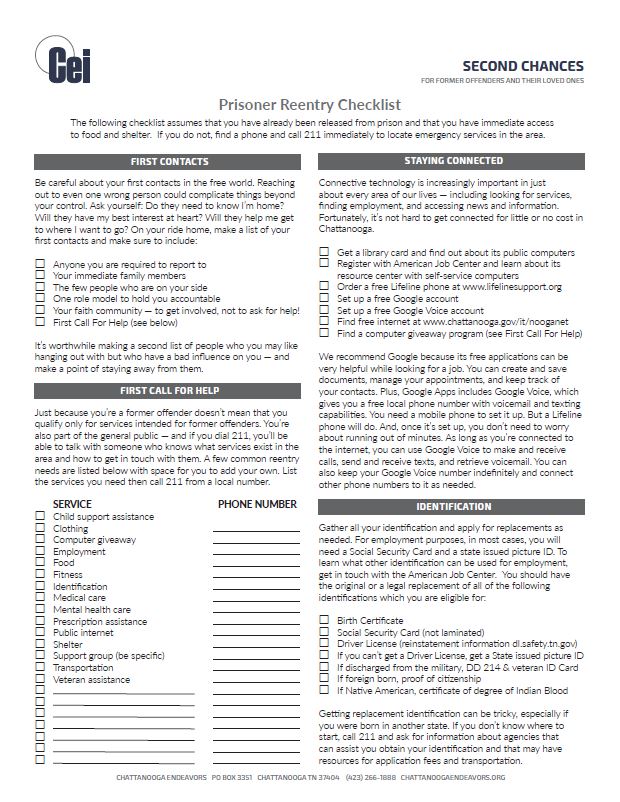 Cei
SECOND CHANCES
FOR FORMER OFFENDERS AND THEIR LOVED ONES
Prisoner Reentry Checklist
The following checklist assumes that you have already been released from prison and that you have immediate access
to food and shelter. If you do not, find a phone and call 211 immediately to locate emergency services in the area.
FIRST CONTACTS
Be careful about your first contacts in the free world. Reaching
out to even one wrong person could complicate things beyond
your control. Ask yourself: Do they need to know I'm home?
Will they have my best interest at heart? Will they help me get
to where I want to go? On your ride home, make a list of your
first contacts and make sure to include:
Anyone you are required to report to
Your immediate family members
The few people who are on your side
One role model to hold you accountable
Your faith community — to get involved, not to ask for help!
First Call For Help (see below)
It's worthwhile making a second list of people who you may like
hanging out with but who have a bad influence on you — and
make a point of staying away from them.
FIRST CALL FOR HELP
Just because you're a former offender doesn't mean that you
qualify only for services intended for former offenders. You're
also part of the general public — and if you dial 211, you'll be
able to talk with someone who knows what services exist in the
area and how to get in touch with them. A few common reentry
needs are listed below with space for you to add your own. List
the services you need then call 211 from a local number.
SERVICE PHONE NUMBER
Child support assistance
Clothing
Computer giveaway
Employment
Food
Fitness
Identification
Medical care
Mental health care
Prescription assistance
Public internet
Shelter
Support group (be specific)
Transportation
Veteran assistance
STAYING CONNECTED
Connective technology is increasingly important in just
about every area of our lives — including looking for services,
finding employment, and accessing news and information.
Fortunately, it's not hard to get connected for little or no cost in
Chattanooga.
Get a library card and find out about its public computers
Register with American Job Center and learn about its
resource center with self-service computers
Order a free Lifeline phone at www.lifelinesupport.org
Set up a free Google account
Set up a free Google Voice account
Find free internet at www.chattanooga.gov/it/nooganet
Find a computer giveaway program (see First Call For Help)
We recommend Google because its free applications can be
very helpful while looking for a job. You can create and save
documents, manage your appointments, and keep track of
your contacts. Plus, Google Apps includes Google Voice, which
gives you a free local phone number with voicemail and texting
capabilities. You need a mobile phone to set it up. But a Lifeline
phone will do. And, once it's set up, you don't need to worry
about running out of minutes. As long as you're connected to
the internet, you can use Google Voice to make and receive
calls, send and receive texts, and retrieve voicemail. You can
also keep your Google Voice number indefinitely and connect
other phone numbers to it as needed.
IDENTIFICATION
Gather all your identification and apply for replacements as
needed. For employment purposes, in most cases, you will
need a Social Security Card and a state issued picture ID. To
learn what other identification can be used for employment,
get in touch with the American Job Center. You should have
the original or a legal replacement of all of the following
identifications which you are eligible for:
Birth Certificate
Social Security Card (not laminated)
Driver License (reinstatement information dl.safety.tn.gov)
If you can't get a Driver License, get a State issued picture ID
If discharged from the military, DD 214 & veteran ID Card
If foreign born, proof of citizenship
If Native American, certificate of degree of Indian Blood
Getting replacement identification can be tricky, especially if
you were born in another state. If you don't know where to
start, call 211 and ask for information about agencies that
can assist you obtain your identification and that may have
resources for application fees and transportation.
CHATTANOOGA ENDEAVORS PO BOX 3351 CHATTANOOGA TN 37404 (423) 266-1888 CHATTANOOGAENDEAVORS.ORG